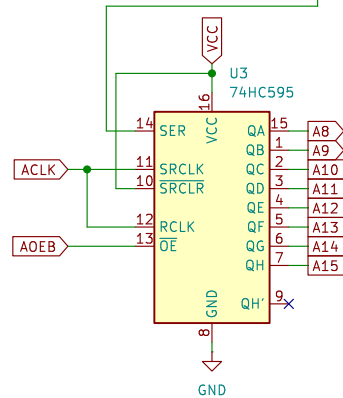 VCC
U3
74HC595
16
VCC
14 SER QA 15 A8
QB 1 A9
ACLK 11 SRCLK QC 2 A10
10 SRCLR QD 3 A11
QE 4 A12
12 RCLK QF 5 A13
AOEB 13 OE QG 6 A14
QH 7 A15
QH' 9
GND
8
GND